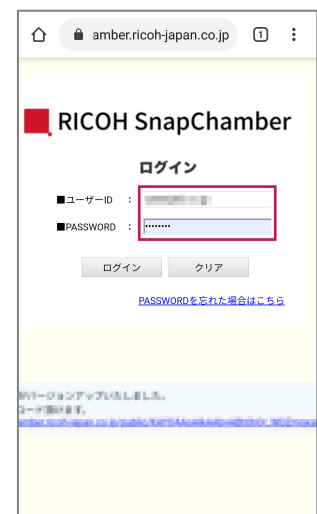 amber.ricoh-japan.co.jp 1
RICOH SnapChamber
ログイン
■ユーザーID :
■PASSWORD : ••••••••
ログイン クリア
PASSWORDを忘れた場合はこちら